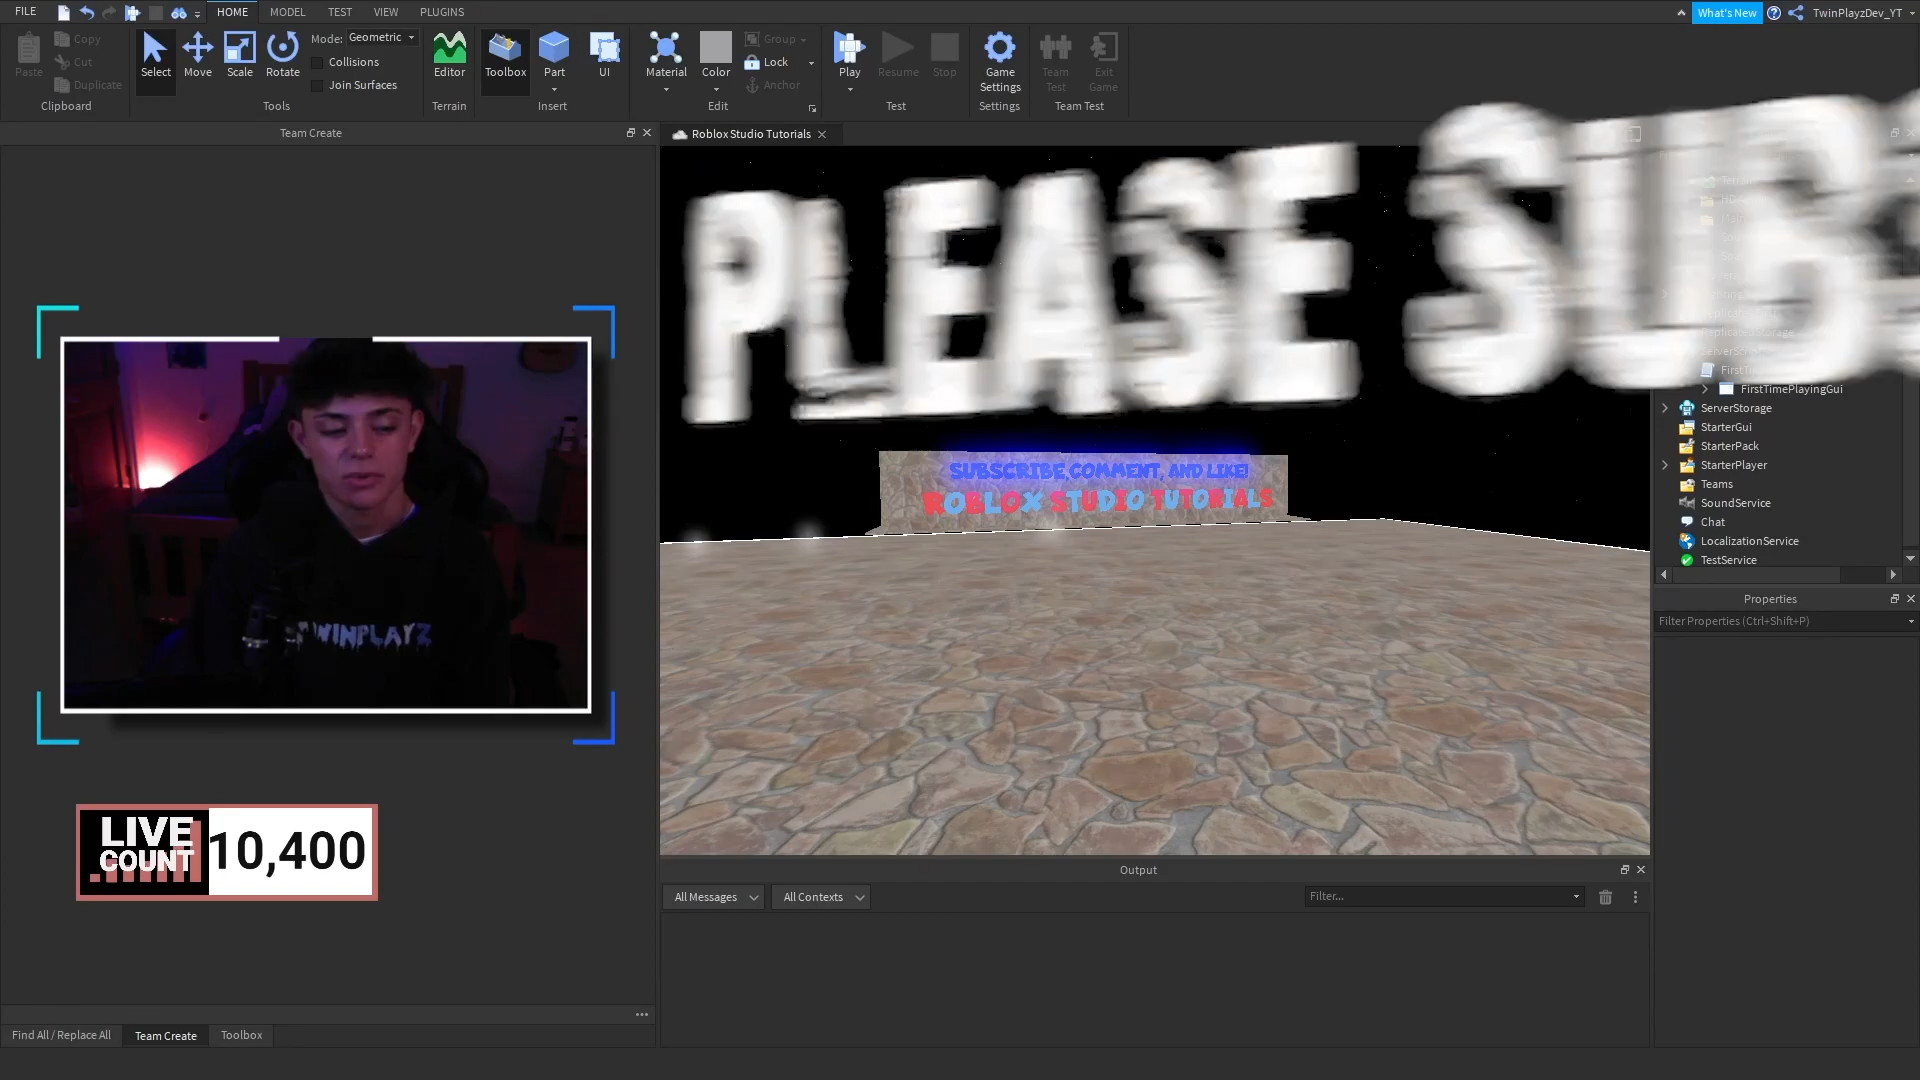 FILE
HOME
MODEL
TEST
VIEW
PLUGINS
What's New
TwinPlayzDev_YT
Paste
Copy
Cut
Duplicate
Clipboard
Select
Move
Scale
Rotate
Mode: Geometric
Collisions
Join Surfaces
Tools
Editor
Terrain
Toolbox
Part
UI
Insert
Material
Color
Group
Lock
Anchor
Edit
Play
Resume
Stop
Test
Game
Settings
Settings
Team
Test
Exit
Game
Team Test
Team Create
Roblox Studio Tutorials
PLEASE
SUBSCRIBE,COMMENT, AND LIKE!
ROBLOX STUDIO TUTORIALS
TWINPLAYZ
LIVE
COUNT
10,400
FirstTimePlayingGui
ServerStorage
StarterGui
StarterPack
StarterPlayer
Teams
SoundService
Chat
LocalizationService
TestService
Properties
Filter Properties (Ctrl+Shift+P)
Output
All Messages
All Contexts
Filter...
Find All / Replace All
Team Create
Toolbox